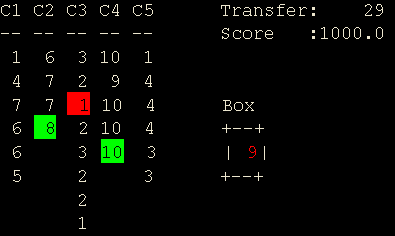 C1 C2 C3 C4 C5 Transfer: 29
-- -- -- -- -- Score :1000.0
1 6 3 10 1
4 7 2 9 4
7 7 1 10 4 Box
6 8 2 10 4 +--+
6 3 10 3 | 9|
5 2 3 +--+
2
1